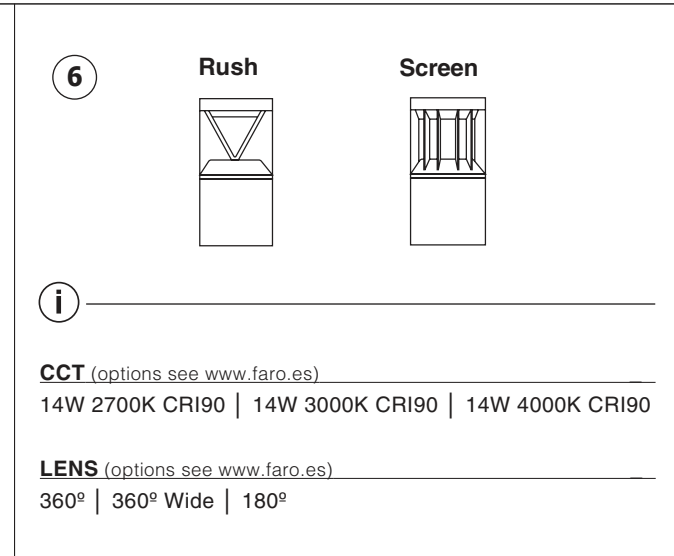 6
Rush
Screen
i
CCT (options see www.faro.es)
14W 2700K CRI90 | 14W 3000K CRI90 | 14W 4000K CRI90
LENS (options see www.faro.es)
360º | 360º Wide | 180º